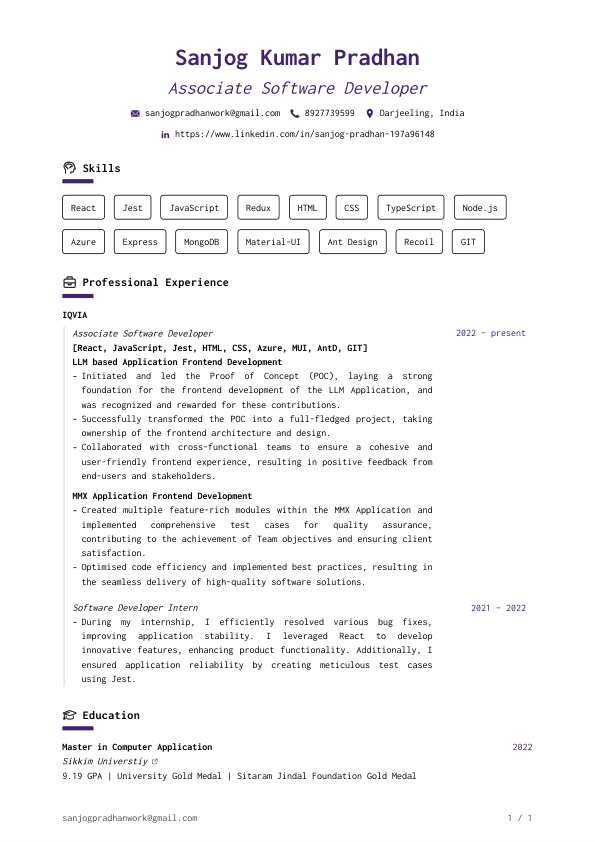 Sanjog Kumar Pradhan
Associate Software Developer
sanjogpradhanwork@gmail.com 8927739599 Darjeeling, India
https://www.linkedin.com/in/sanjog-pradhan-197a96148
Skills
React Jest JavaScript Redux HTML CSS TypeScript Node.js
Azure Express MongoDB Material-UI Ant Design Recoil GIT
Professional Experience
IQVIA
Associate Software Developer 2022 – present
[React, JavaScript, Jest, HTML, CSS, Azure, MUI, AntD, GIT]
LLM based Application Frontend Development
- Initiated and led the Proof of Concept (POC), laying a strong
foundation for the frontend development of the LLM Application, and
was recognized and rewarded for these contributions.
- Successfully transformed the POC into a full-fledged project, taking
ownership of the frontend architecture and design.
- Collaborated with cross-functional teams to ensure a cohesive and
user-friendly frontend experience, resulting in positive feedback from
end-users and stakeholders.
MMX Application Frontend Development
- Created multiple feature-rich modules within the MMX Application and
implemented comprehensive test cases for quality assurance,
contributing to the achievement of Team objectives and ensuring client
satisfaction.
- Optimised code efficiency and implemented best practices, resulting in
the seamless delivery of high-quality software solutions.
Software Developer Intern 2021 – 2022
- During my internship, I efficiently resolved various bug fixes,
improving application stability. I leveraged React to develop
innovative features, enhancing product functionality. Additionally, I
ensured application reliability by creating meticulous test cases
using Jest.
Education
Master in Computer Application 2022
Sikkim Universtiy
9.19 GPA | University Gold Medal | Sitaram Jindal Foundation Gold Medal
sanjogpradhanwork@gmail.com 1 / 1